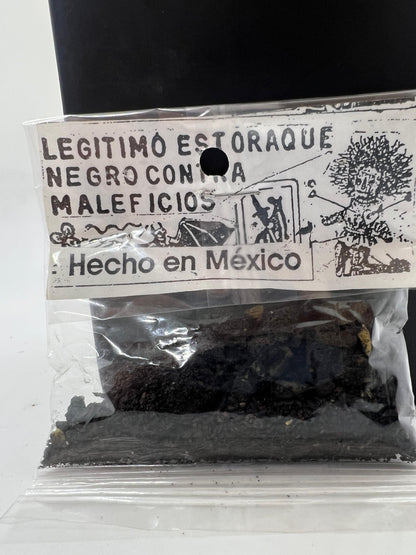 LEGITIMO ESTORAQUE
NEGRO CONTRA
MALEFICIOS
Hecho en México